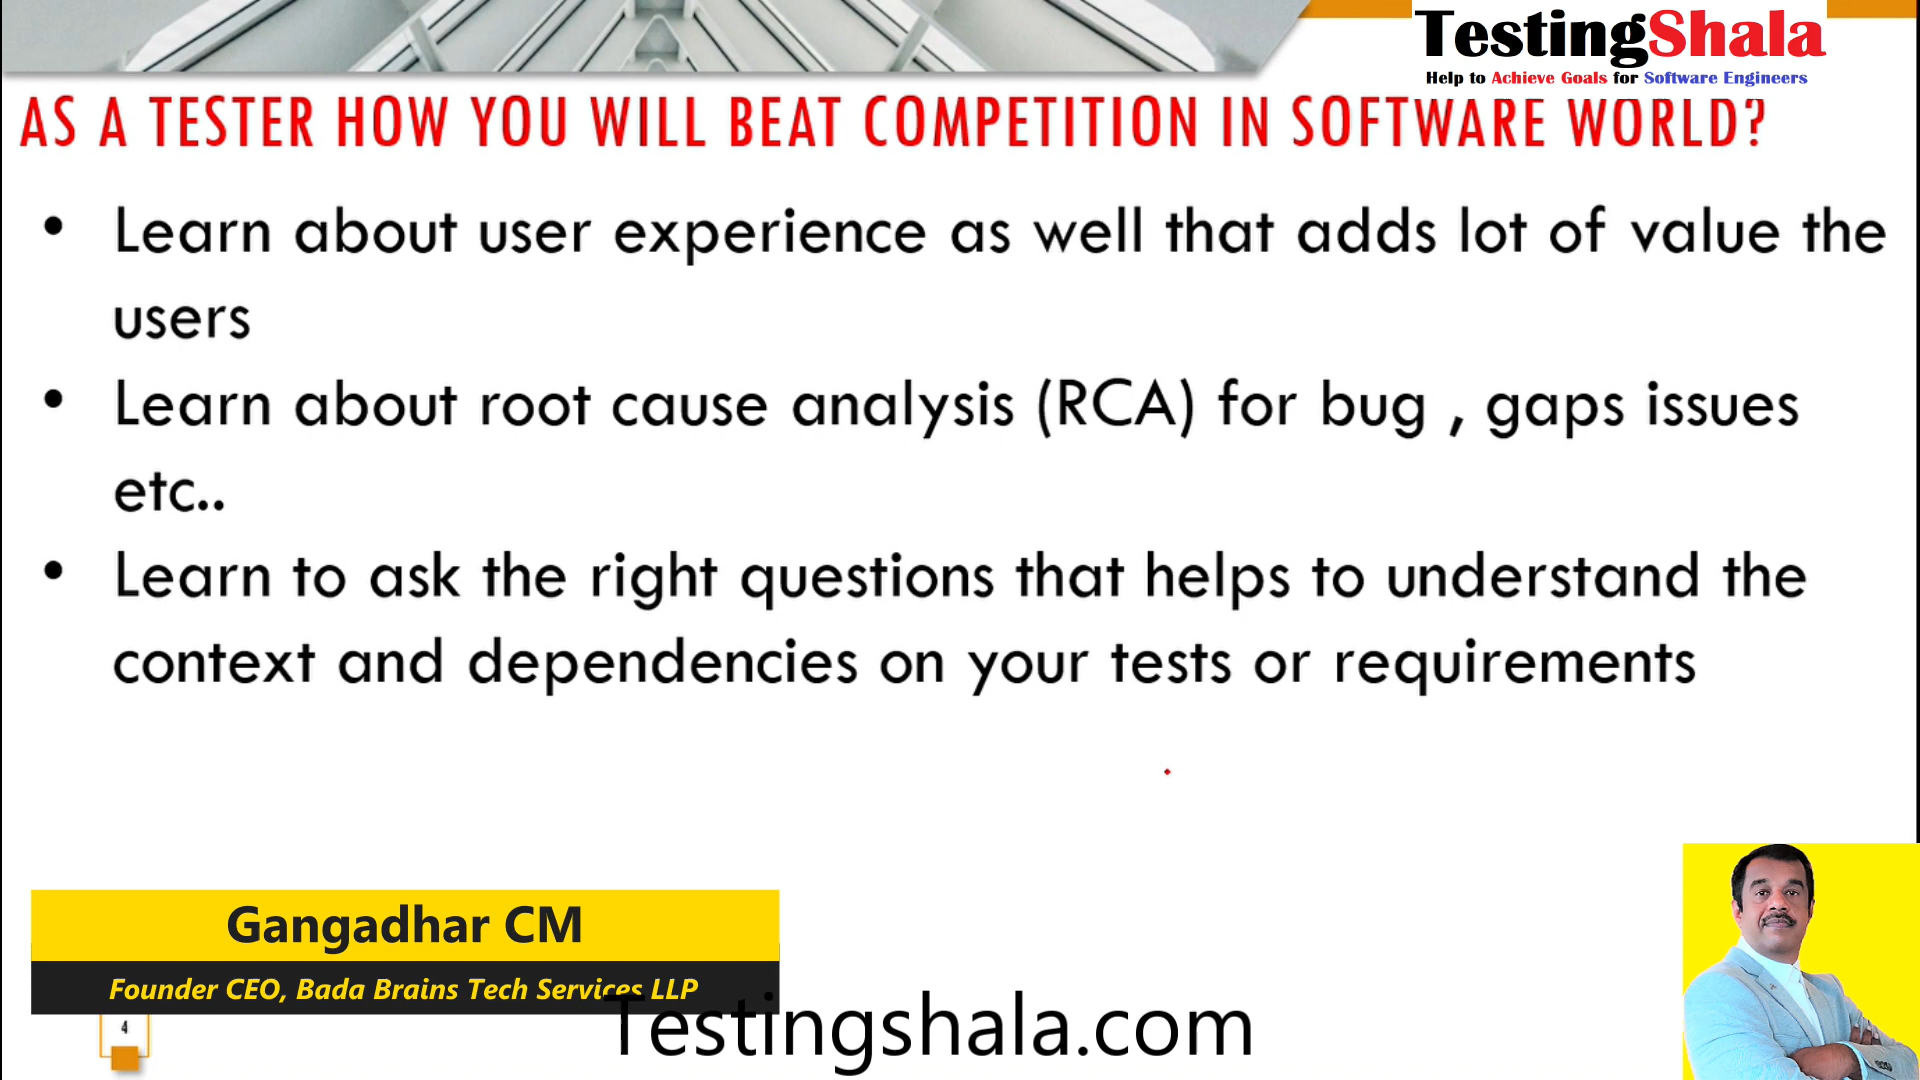 TestingShala
Help to Achieve Goals for Software Engineers
AS A TESTER HOW YOU WILL BEAT COMPETITION IN SOFTWARE WORLD?
• Learn about user experience as well that adds lot of value the
users
• Learn about root cause analysis (RCA) for bug , gaps issues
etc..
• Learn to ask the right questions that helps to understand the
context and dependencies on your tests or requirements
Gangadhar CM
Founder CEO, Bada Brains Tech Services LLP
4
Testingshala.com